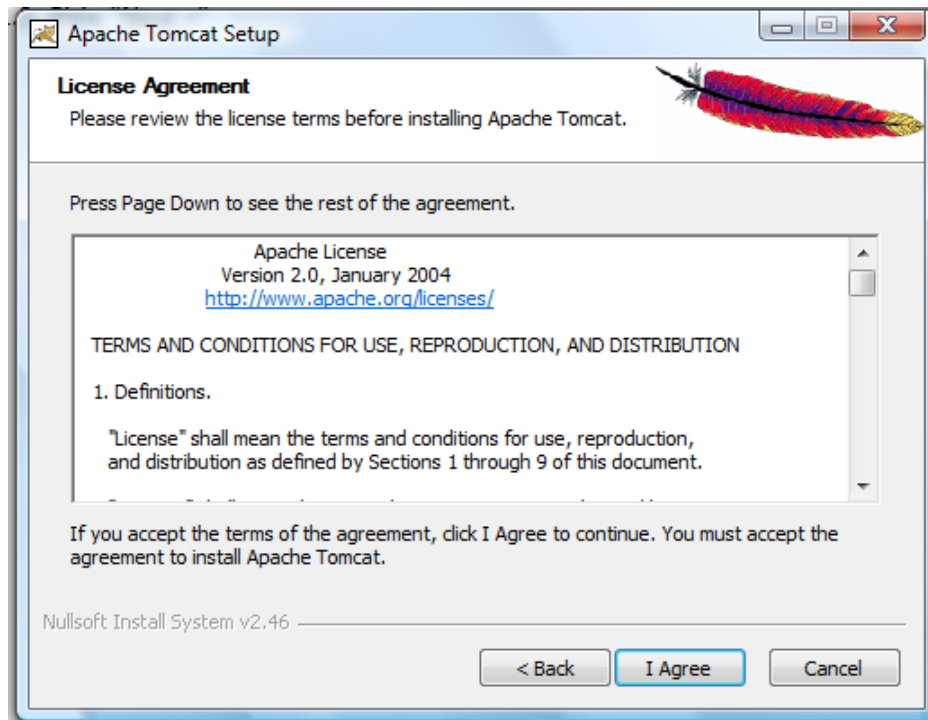 Apache Tomcat Setup
License Agreement
Please review the license terms before installing Apache Tomcat.
Press Page Down to see the rest of the agreement.
Apache License
Version 2.0, January 2004
http://www.apache.org/licenses/
TERMS AND CONDITIONS FOR USE, REPRODUCTION, AND DISTRIBUTION
1. Definitions.
"License" shall mean the terms and conditions for use, reproduction,
and distribution as defined by Sections 1 through 9 of this document.
If you accept the terms of the agreement, click I Agree to continue. You must accept the
agreement to install Apache Tomcat.
Nullsoft Install System v2.46
< Back I Agree Cancel